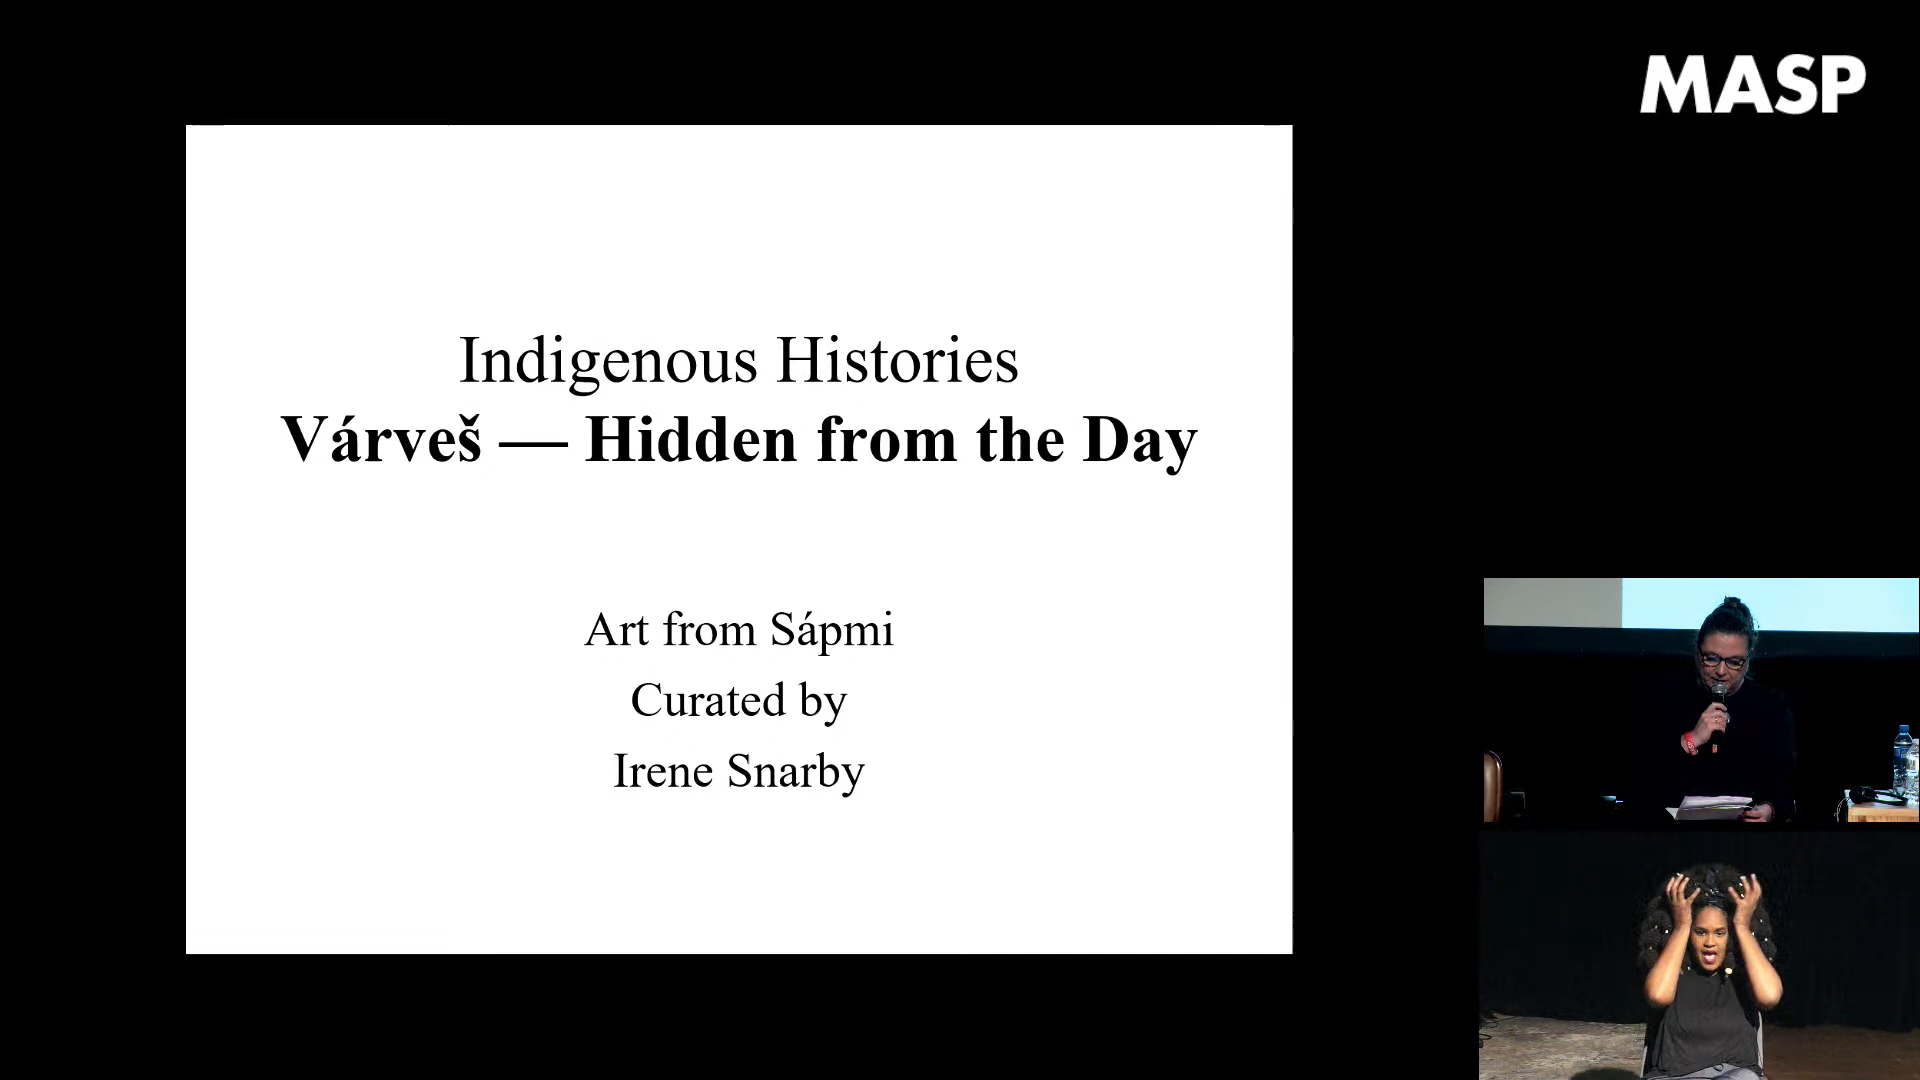 MASP
Indigenous Histories
Várveš — Hidden from the Day
Art from Sápmi
Curated by
Irene Snarby